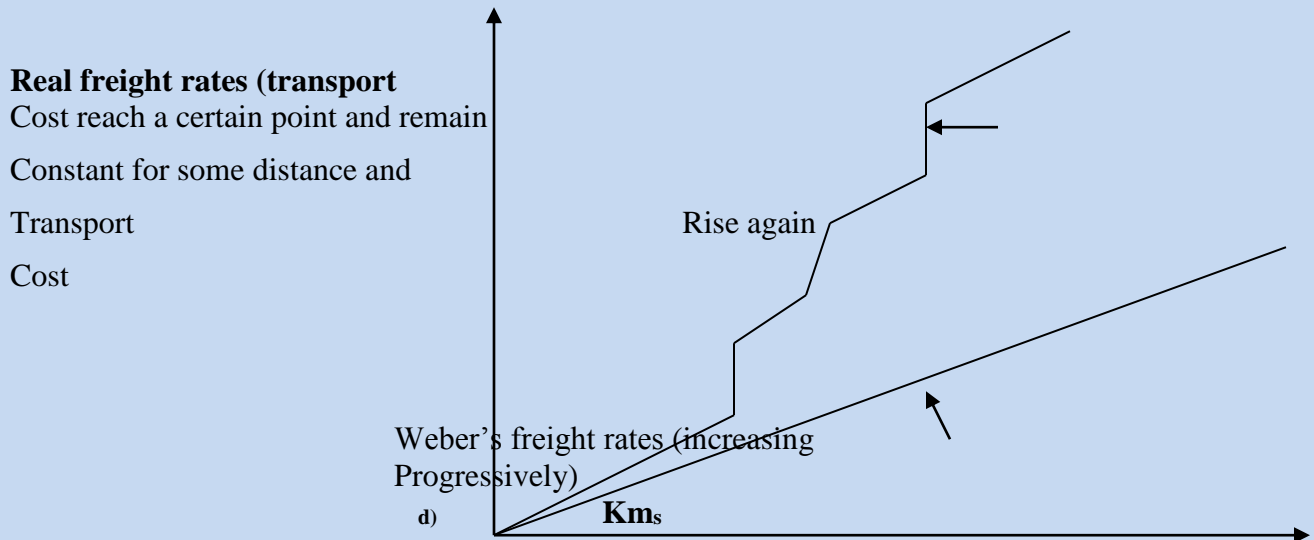 Real freight rates (transport
Cost reach a certain point and remain
Constant for some distance and
Transport
Rise again
Cost
Weber’s freight rates (increasing
Progressively)
d)
Kms